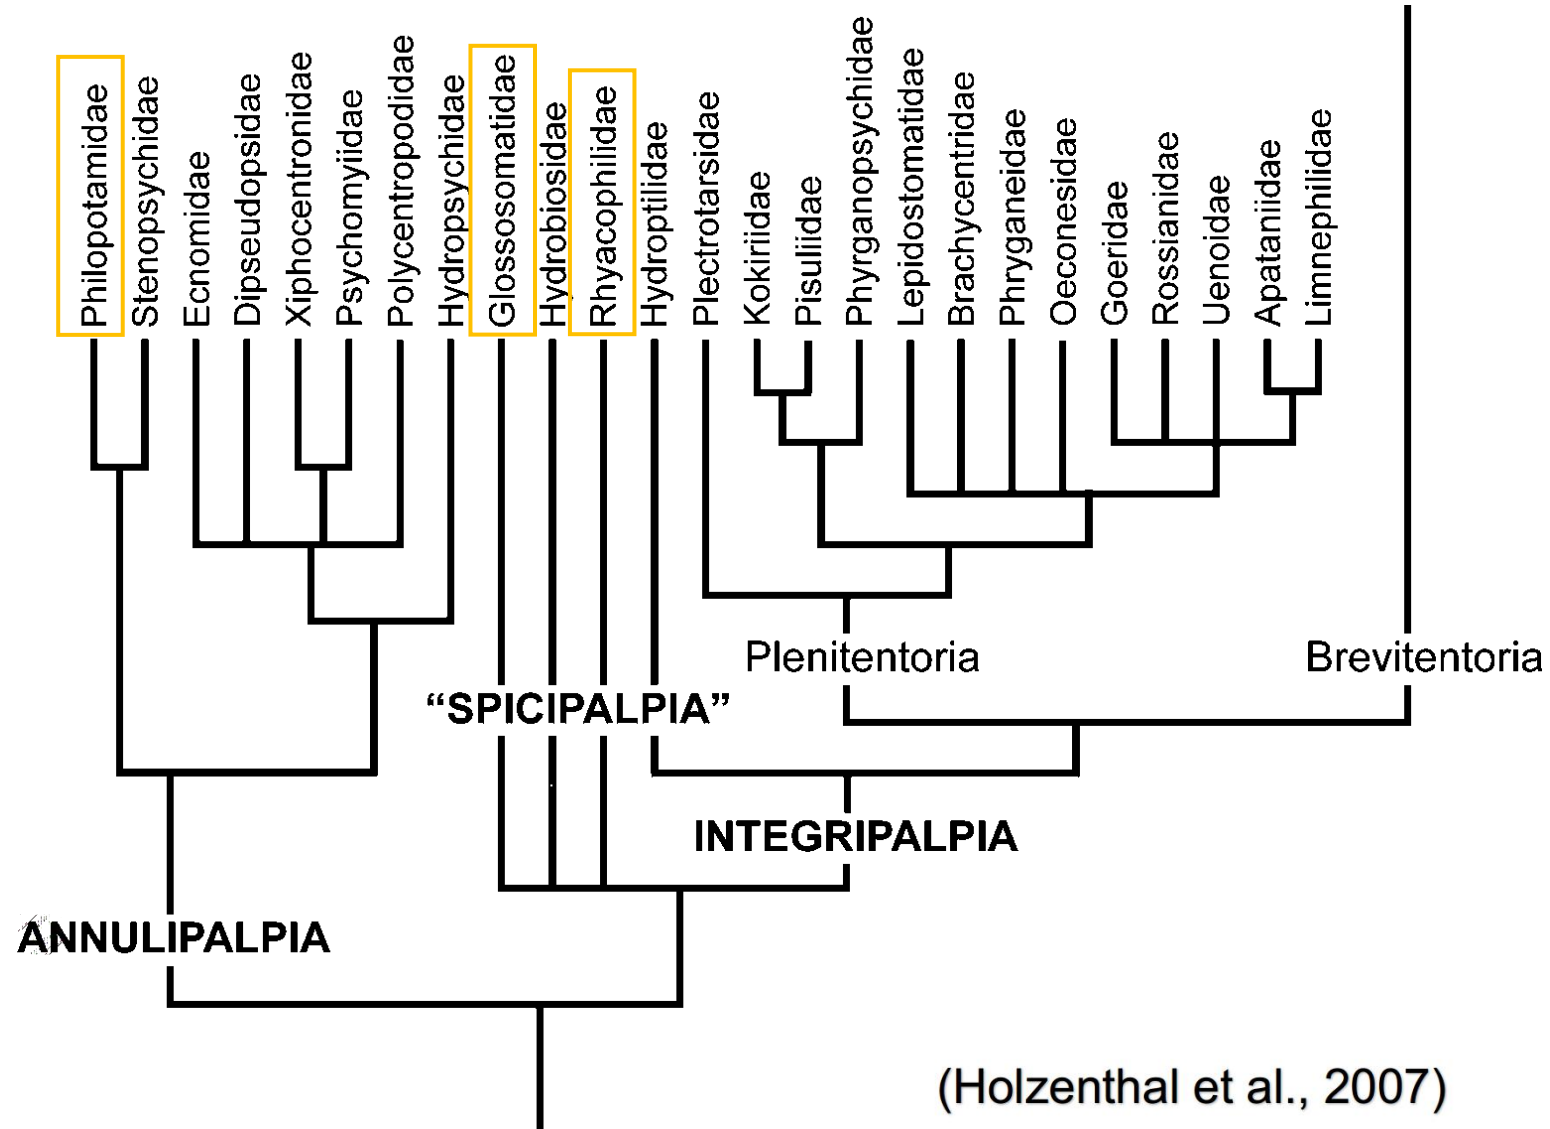 Philopotamidae
Stenopsychidae
Ecnomidae
Dipseudopsidae
Xiphocentronidae
Psychomyiidae
Polycentropodidae
Hydropsychidae
Glossosomatidae
Hydrobiosidae
Rhyacophilidae
Hydroptilidae
Plectrotarsidae
Kokiriidae
Pisuliidae
Phyrganopsychidae
Lepidostomatidae
Brachycentridae
Phryganeidae
Oeconesidae
Goeridae
Rossianidae
Uenoidae
Apataniidae
Limnephilidae
Plenitentoria
Brevitentoria
“SPICIPALPIA”
INTEGRIPALPIA
ANNULIPALPIA
(Holzenthal et al., 2007)